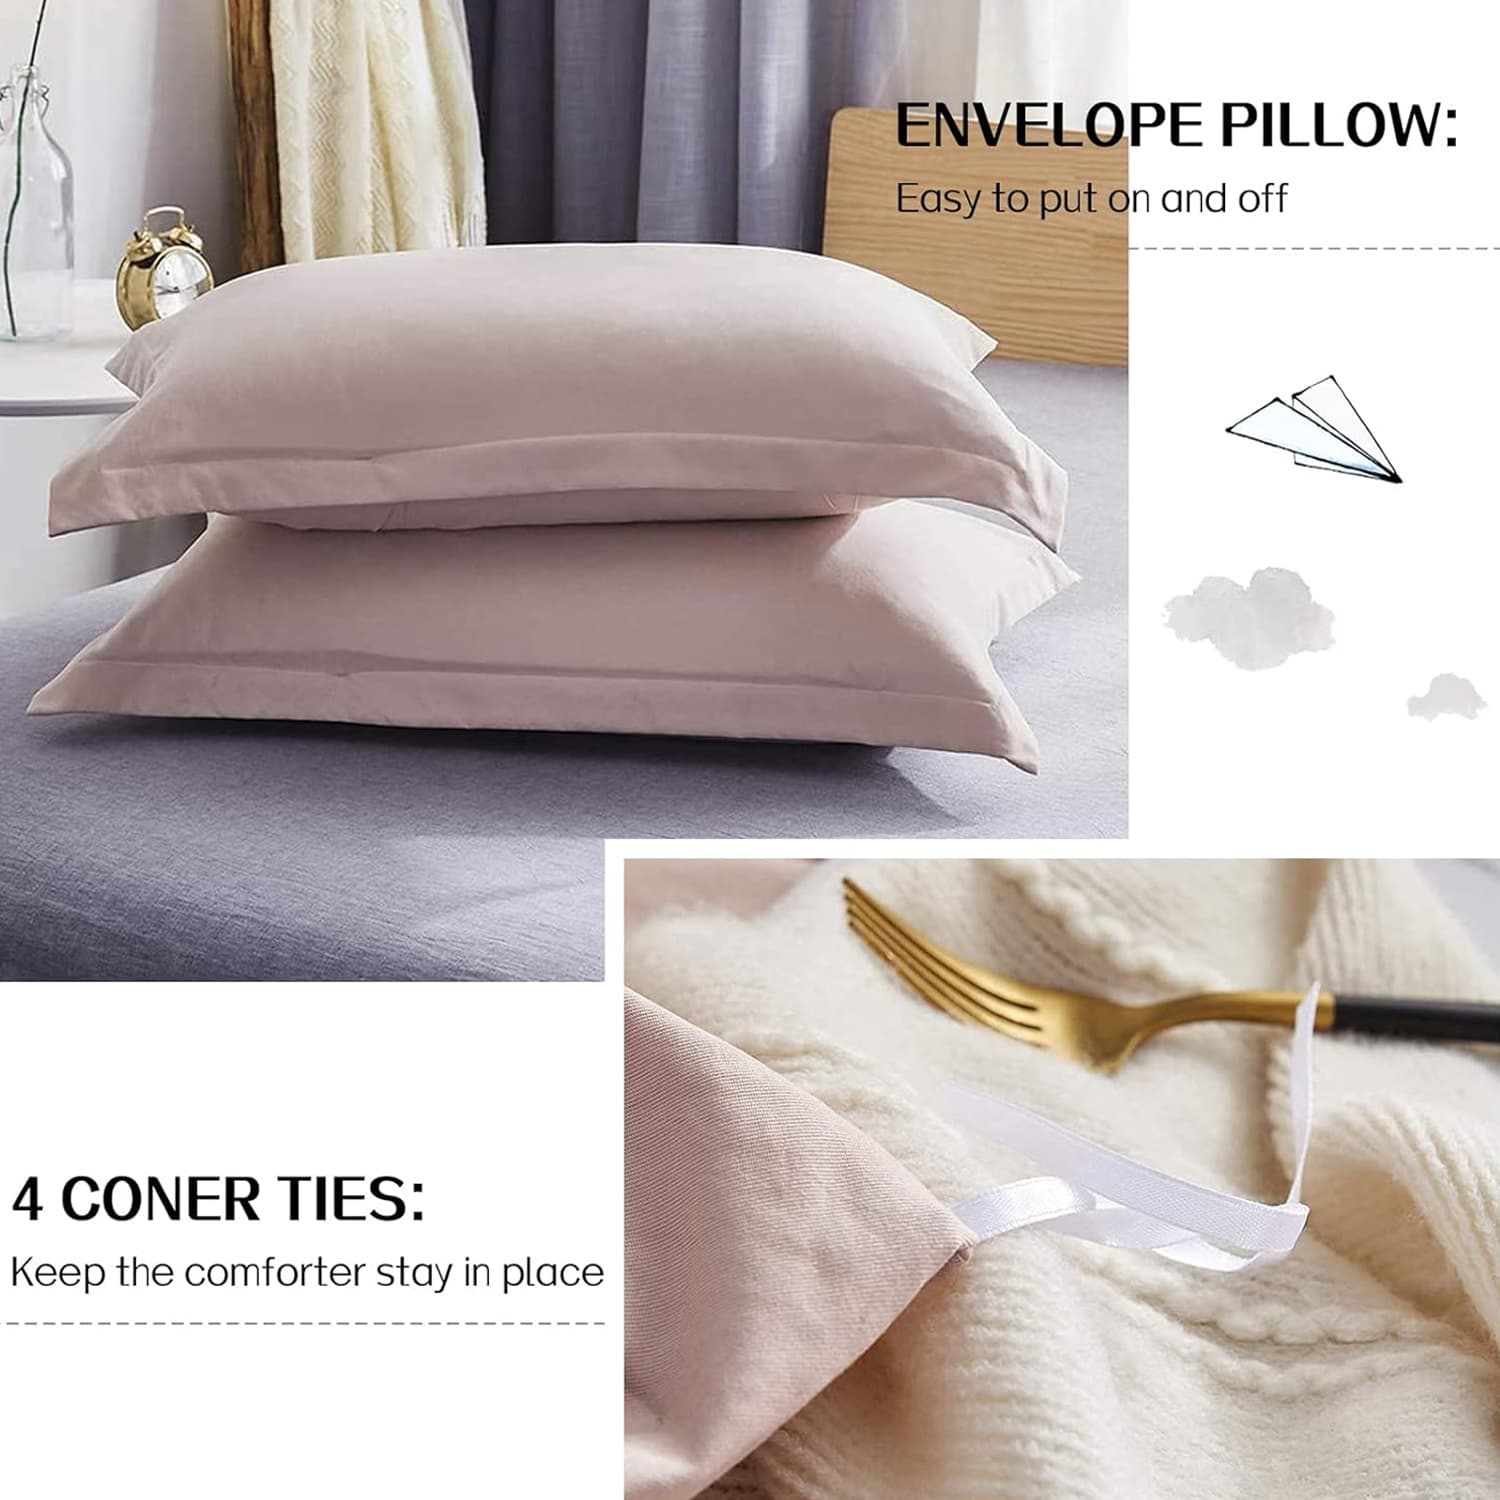 ENVELOPE PILLOW:
Easy to put on and off
4 CONER TIES:
Keep the comforter stay in place